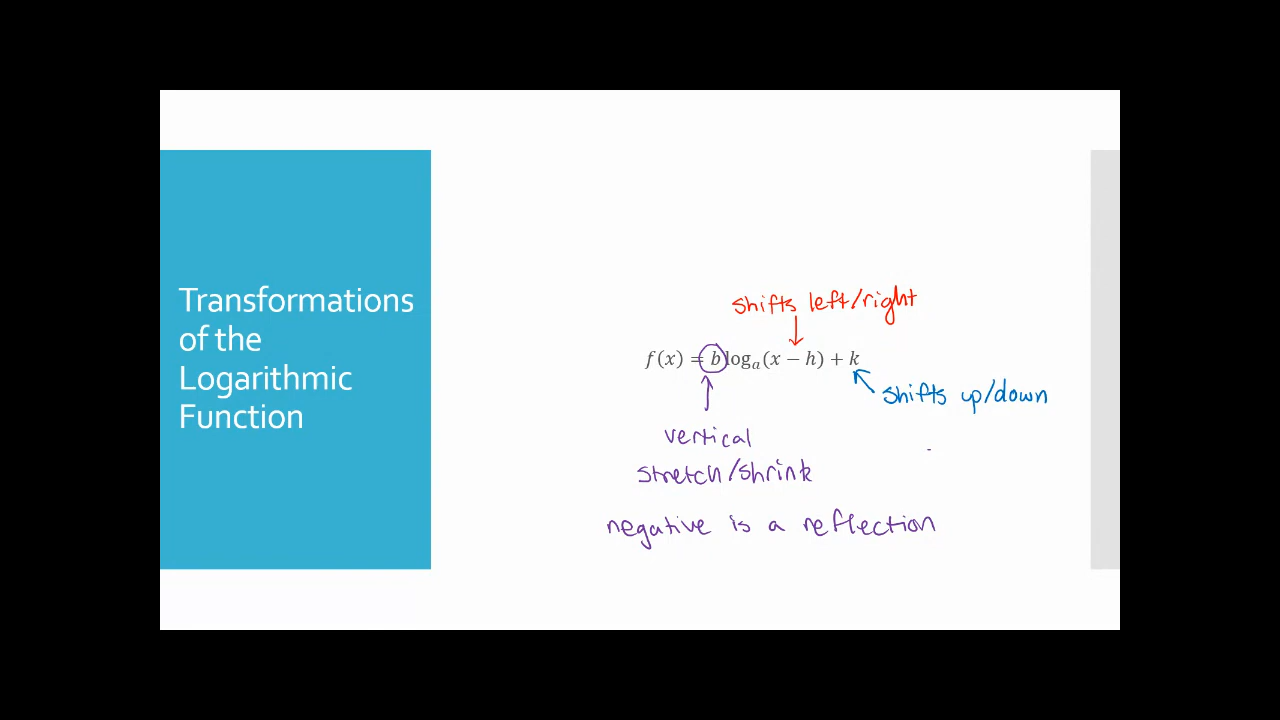 Transformations
of the
Logarithmic
Function
shifts left/right
f(x) = b log_a(x − h) + k
shifts up/down
vertical
stretch/shrink
negative is a reflection